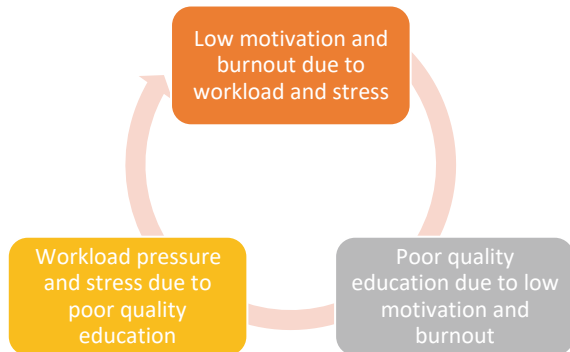 Low motivation and
burnout due to
workload and stress
Poor quality
education due to low
motivation and
burnout
Workload pressure
and stress due to
poor quality
education